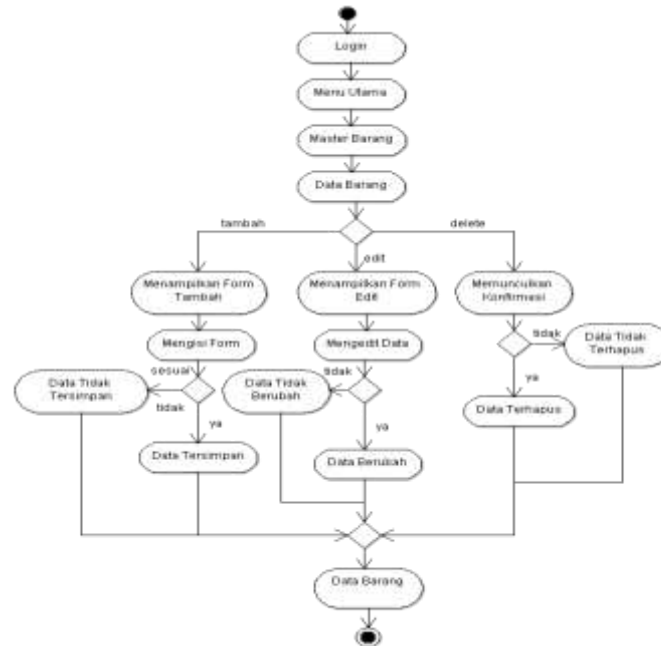 Login
Menu Utama
Master Barang
Data Barang
tambah
delete
edit
Menampilkan Form
Tambah
Menampilkan Form
Edit
Memunculkan
Konfirmasi
Mengisi Form
Mengedit Data
tidak
Data Tidak
Terhapus
sesuai
tidak
Data Tidak
Tersimpan
Data Tidak
Berubah
ya
tidak
ya
ya
Data Terhapus
Data Tersimpan
Data Berubah
Data Barang